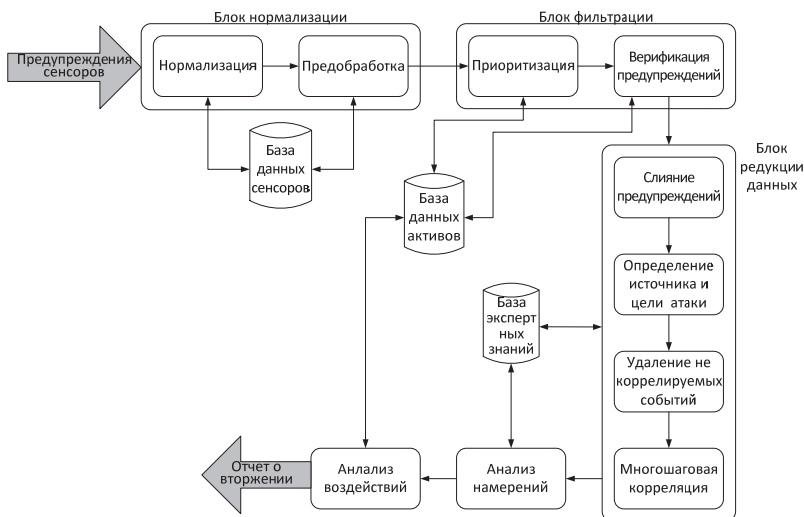 Блок нормализации
Блок фильтрации
Предупреждения
сенсоров
Нормализация
Предобработка
Приоритизация
Верификация
предупреждений
База
данных
сенсоров
База
данных
активов
Блок
редукции
данных
Слияние
предупреждений
Определение
источника и
цели атаки
База
эксперт
ных
знаний
Удаление не
коррелируемых
событий
Отчет о
вторжении
Анлализ
воздействий
Анализ
намерений
Многошаговая
корреляция